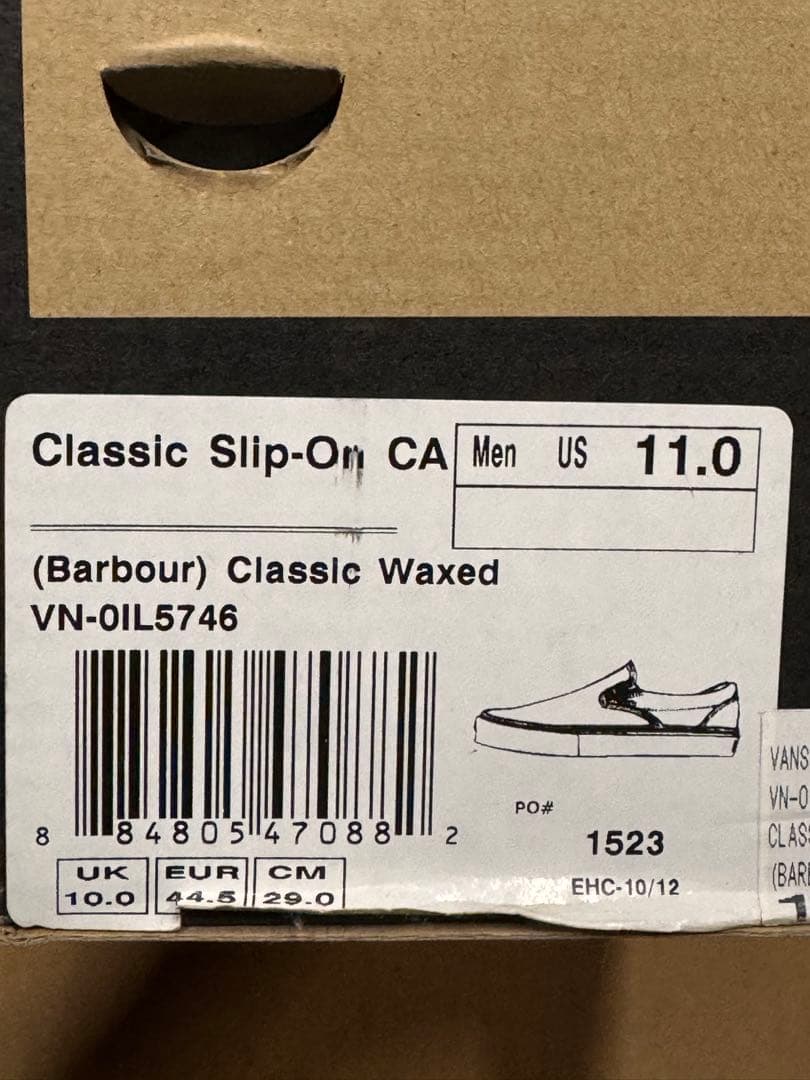 Classic Slip-On CA
Men US 11.0
(Barbour) Classic Waxed
VN-0IL5746
8 84805 47088 2
PO#
1523
EHC-10/12
UK EUR CM
10.0 44.5 29.0
VANS
VN-0
CLAS
(BAR